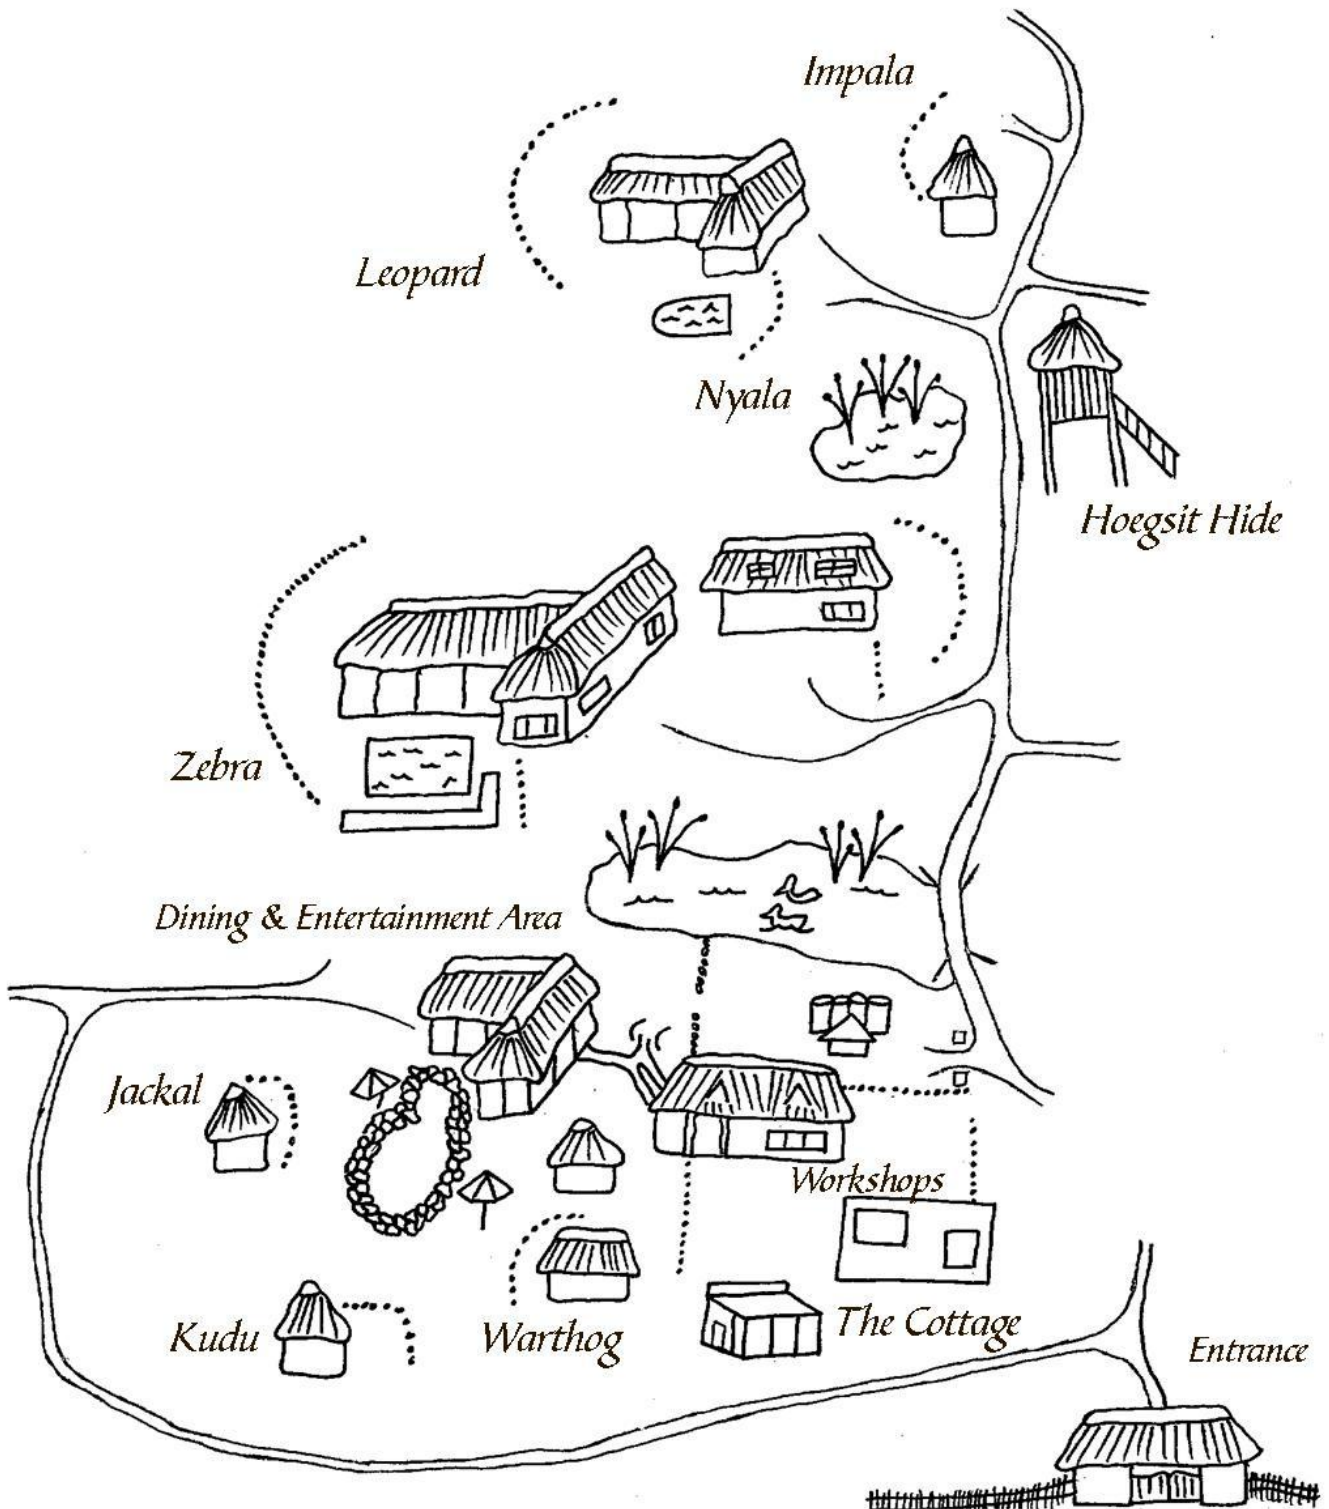 Impala
Leopard
Nyala
Hoegsit Hide
Zebra
Dining & Entertainment Area
Jackal
Workshops
Kudu
Warthog
The Cottage
Entrance